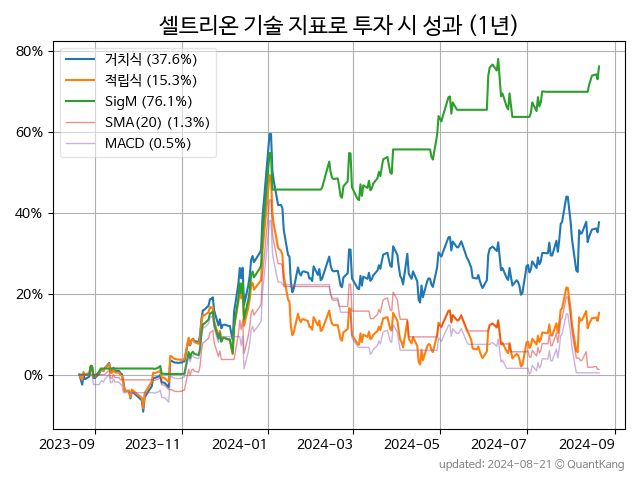 셀트리온 기술 지표로 투자 시 성과 (1년)
80%
60%
40%
20%
0%
거치식 (37.6%)
적립식 (15.3%)
SigM (76.1%)
SMA(20) (1.3%)
MACD (0.5%)
2023-09 2023-11 2024-01 2024-03 2024-05 2024-07 2024-09
updated: 2024-08-21 © QuantKang